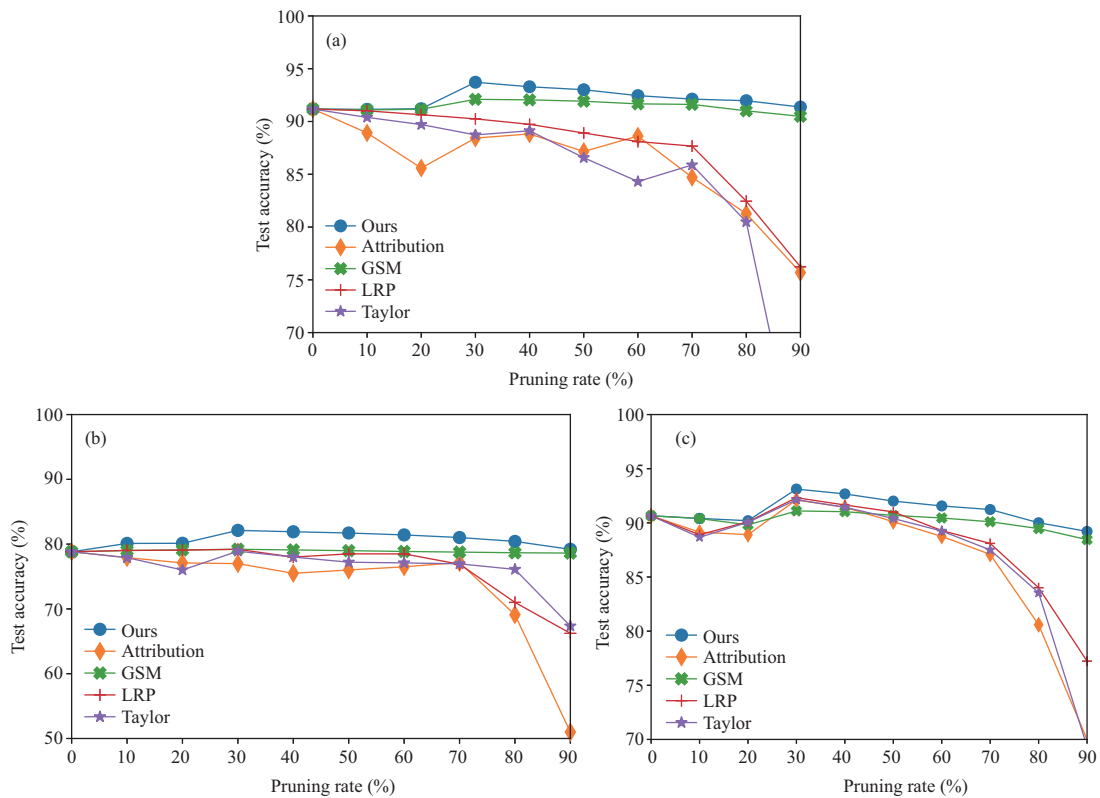 (a)
100
95
90
85
80
75
70
Test accuracy (%)
Ours
Attribution
GSM
LRP
Taylor
0 10 20 30 40 50 60 70 80 90
Pruning rate (%)
(b)
100
90
80
70
60
50
Test accuracy (%)
Ours
Attribution
GSM
LRP
Taylor
0 10 20 30 40 50 60 70 80 90
Pruning rate (%)
(c)
100
95
90
85
80
75
70
Test accuracy (%)
Ours
Attribution
GSM
LRP
Taylor
0 10 20 30 40 50 60 70 80 90
Pruning rate (%)